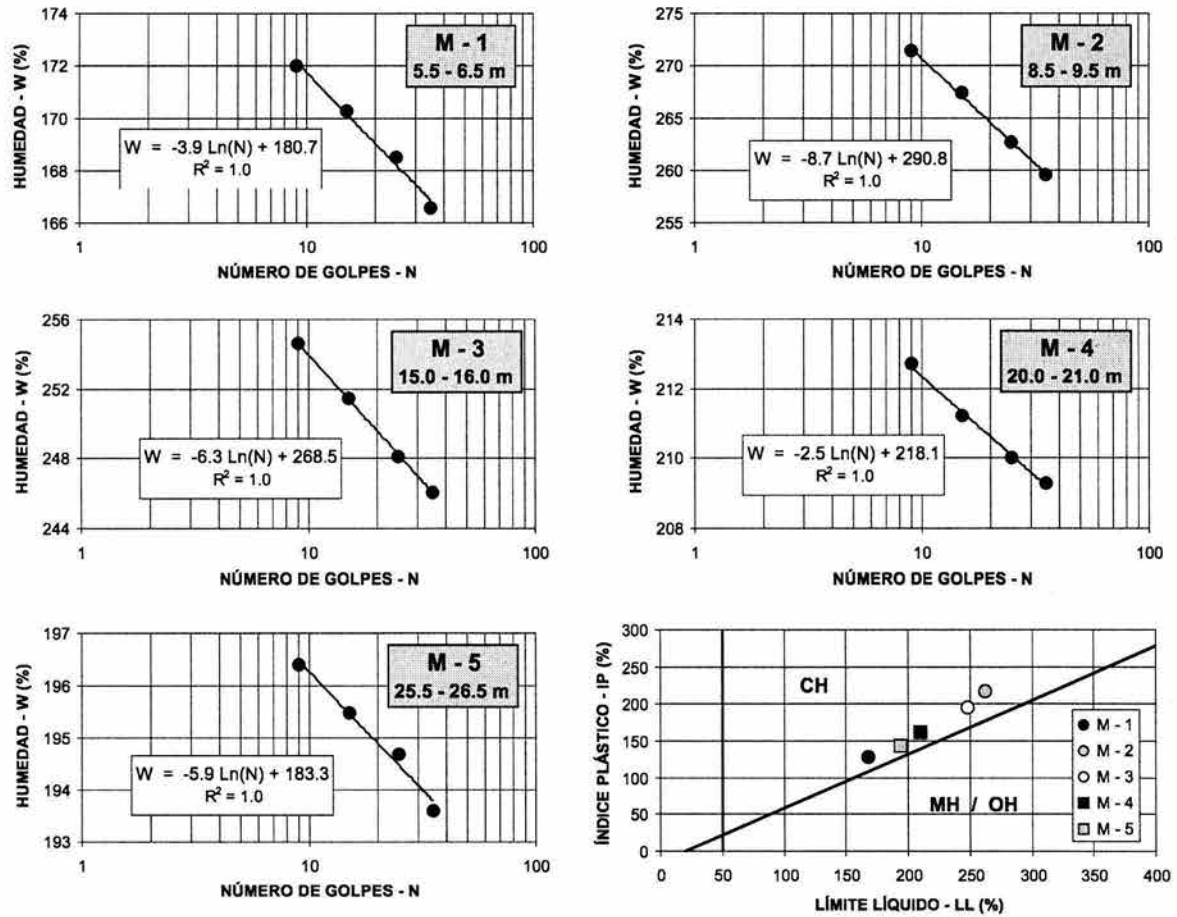 M - 1
5.5 - 6.5 m
W = -3.9 Ln(N) + 180.7
R² = 1.0
HUMEDAD - W (%)
174
172
170
168
166
1 10 100
NÚMERO DE GOLPES - N
M - 2
8.5 - 9.5 m
W = -8.7 Ln(N) + 290.8
R² = 1.0
HUMEDAD - W (%)
275
270
265
260
255
1 10 100
NÚMERO DE GOLPES - N
M - 3
15.0 - 16.0 m
W = -6.3 Ln(N) + 268.5
R² = 1.0
HUMEDAD - W (%)
256
252
248
244
1 10 100
NÚMERO DE GOLPES - N
M - 4
20.0 - 21.0 m
W = -2.5 Ln(N) + 218.1
R² = 1.0
HUMEDAD - W (%)
214
212
210
208
1 10 100
NÚMERO DE GOLPES - N
M - 5
25.5 - 26.5 m
W = -5.9 Ln(N) + 183.3
R² = 1.0
HUMEDAD - W (%)
197
196
195
194
193
1 10 100
NÚMERO DE GOLPES - N
ÍNDICE PLÁSTICO - IP (%)
300
250
200
150
100
50
0
CH
MH / OH
M - 1
M - 2
M - 3
M - 4
M - 5
0 50 100 150 200 250 300 350 400
LÍMITE LÍQUIDO - LL (%)